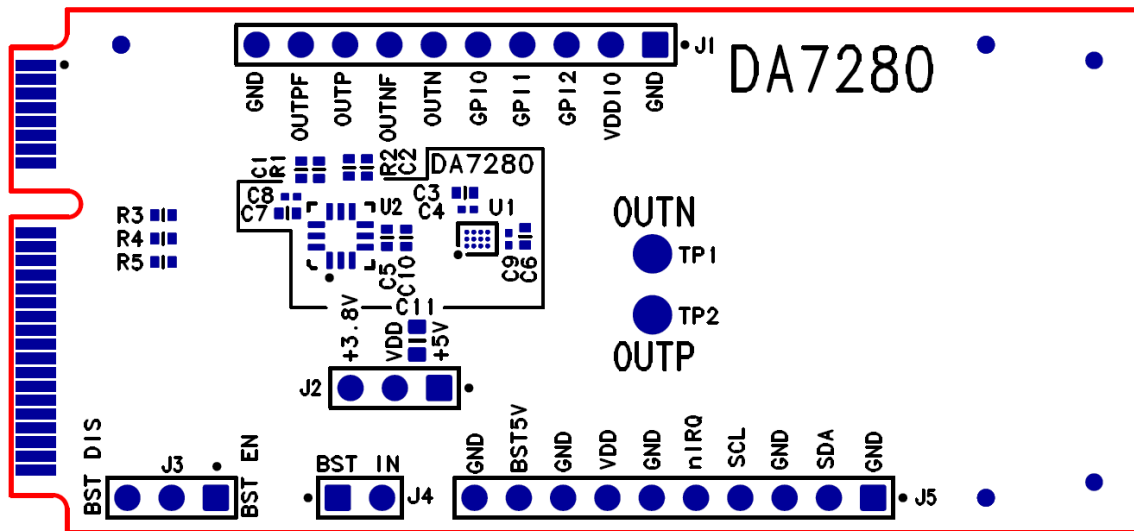 J1
DA7280
GND
OUTPF
OUTP
OUTNF
OUTN
GPI0
GPI1
GPI2
VDDIO
GND
C1
R1
R2
C2
DA7280
C8
C7
U2
C3
C4
U1
R3
R4
R5
C5
C10
C9
C6
OUTN
TP1
TP2
OUTP
C11
+3.8V
VDD
+5V
J2
BST DIS
J3
BST EN
BST IN
J4
GND
BST5V
GND
VDD
GND
nIRQ
SCL
GND
SDA
GND
J5